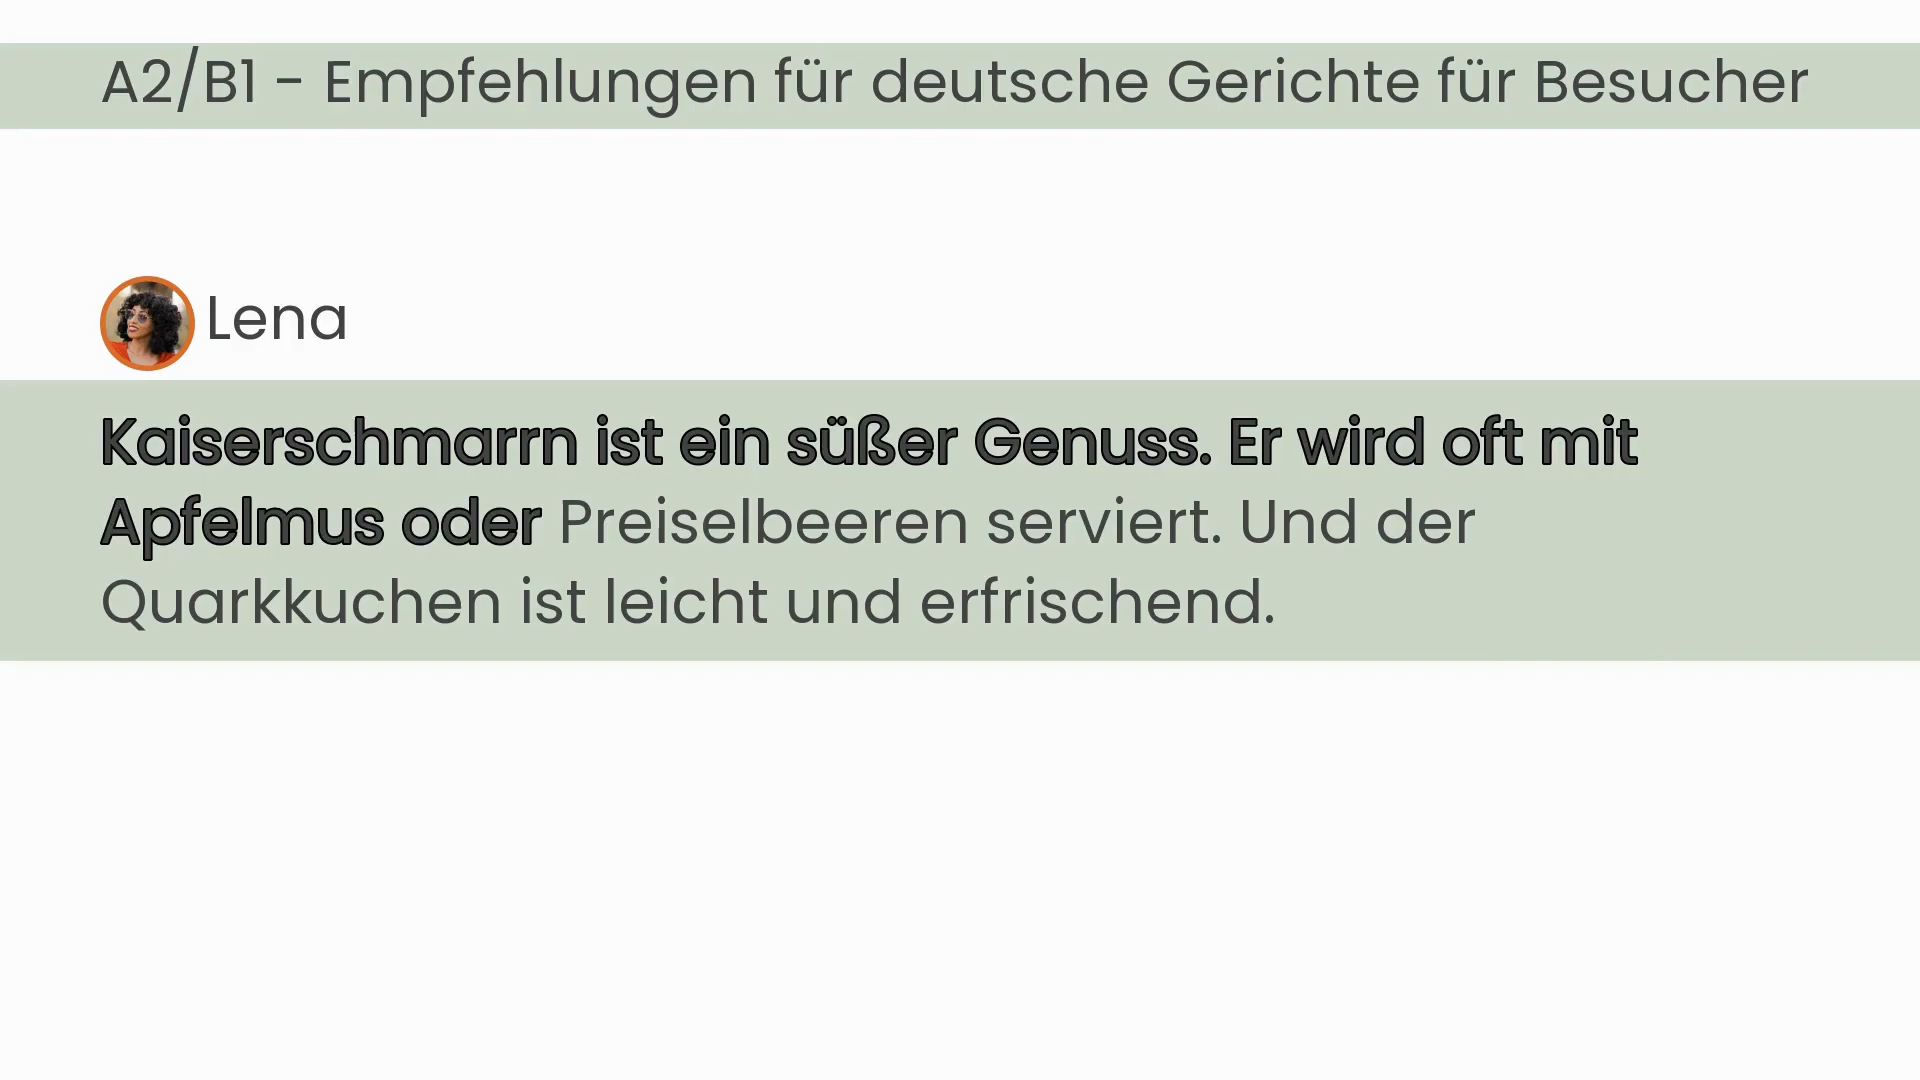 A2/B1 - Empfehlungen für deutsche Gerichte für Besucher
Lena
Kaiserschmarrn ist ein süßer Genuss. Er wird oft mit
Apfelmus oder Preiselbeeren serviert. Und der
Quarkkuchen ist leicht und erfrischend.